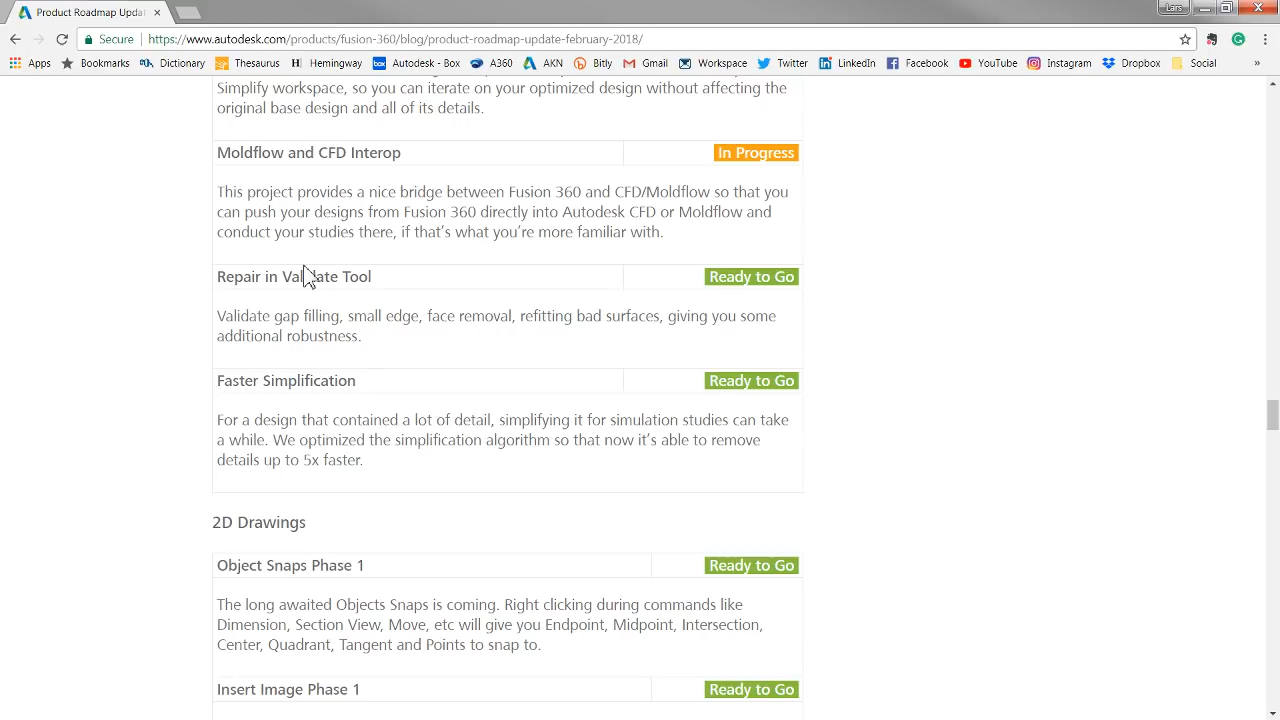 Product Roadmap Upda
Lars
Secure
https://www.autodesk.com/products/fusion-360/blog/product-roadmap-update-february-2018/
Apps Bookmarks Dictionary Thesaurus Hemingway Autodesk - Box A360 AKN Bitly Gmail Workspace Twitter LinkedIn Facebook YouTube Instagram Dropbox Social »
Simplify workspace, so you can iterate on your optimized design without affecting the
original base design and all of its details.
Moldflow and CFD Interop
In Progress
This project provides a nice bridge between Fusion 360 and CFD/Moldflow so that you
can push your designs from Fusion 360 directly into Autodesk CFD or Moldflow and
conduct your studies there, if that's what you're more familiar with.
Repair in Validate Tool
Ready to Go
Validate gap filling, small edge, face removal, refitting bad surfaces, giving you some
additional robustness.
Faster Simplification
Ready to Go
For a design that contained a lot of detail, simplifying it for simulation studies can take
a while. We optimized the simplification algorithm so that now it's able to remove
details up to 5x faster.
2D Drawings
Object Snaps Phase 1
Ready to Go
The long awaited Objects Snaps is coming. Right clicking during commands like
Dimension, Section View, Move, etc will give you Endpoint, Midpoint, Intersection,
Center, Quadrant, Tangent and Points to snap to.
Insert Image Phase 1
Ready to Go